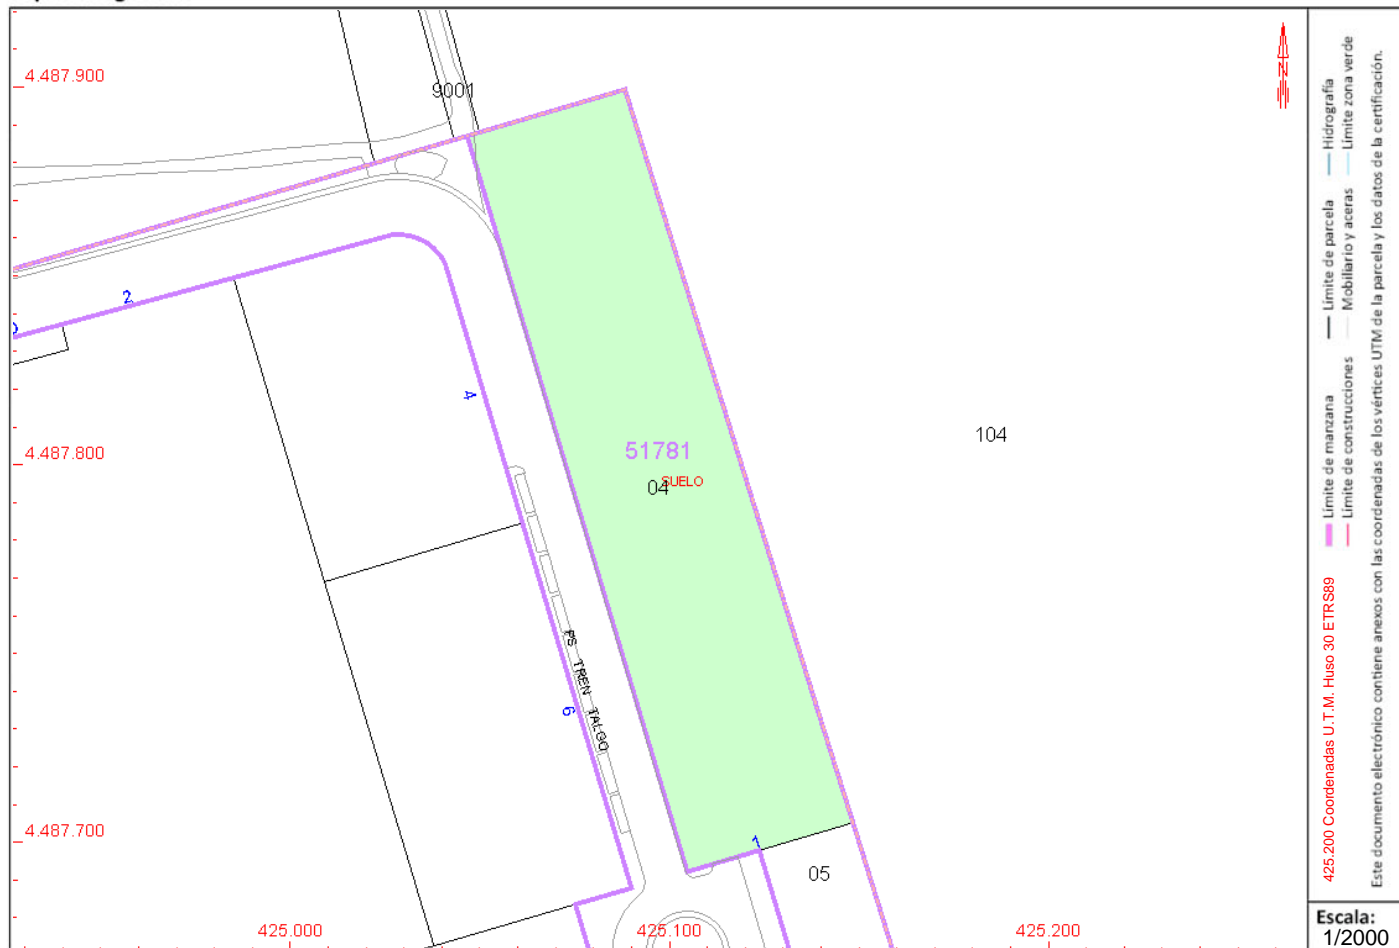 4.487.900
9001
2
4
4.487.800
51781
SUELO
04
104
PS TREN TALGO
6
4.487.700
1
05
425.000
425.100
425.200
N
Hidrografía
Límite zona verde
Límite de parcela
Mobiliario y aceras
Límite de manzana
Límite de construcciones
425.200 Coordenadas U.T.M. Huso 30 ETRS89
Este documento electrónico contiene anexos con las coordenadas de los vértices UTM de la parcela y los datos de la certificación.
Escala:
1/2000